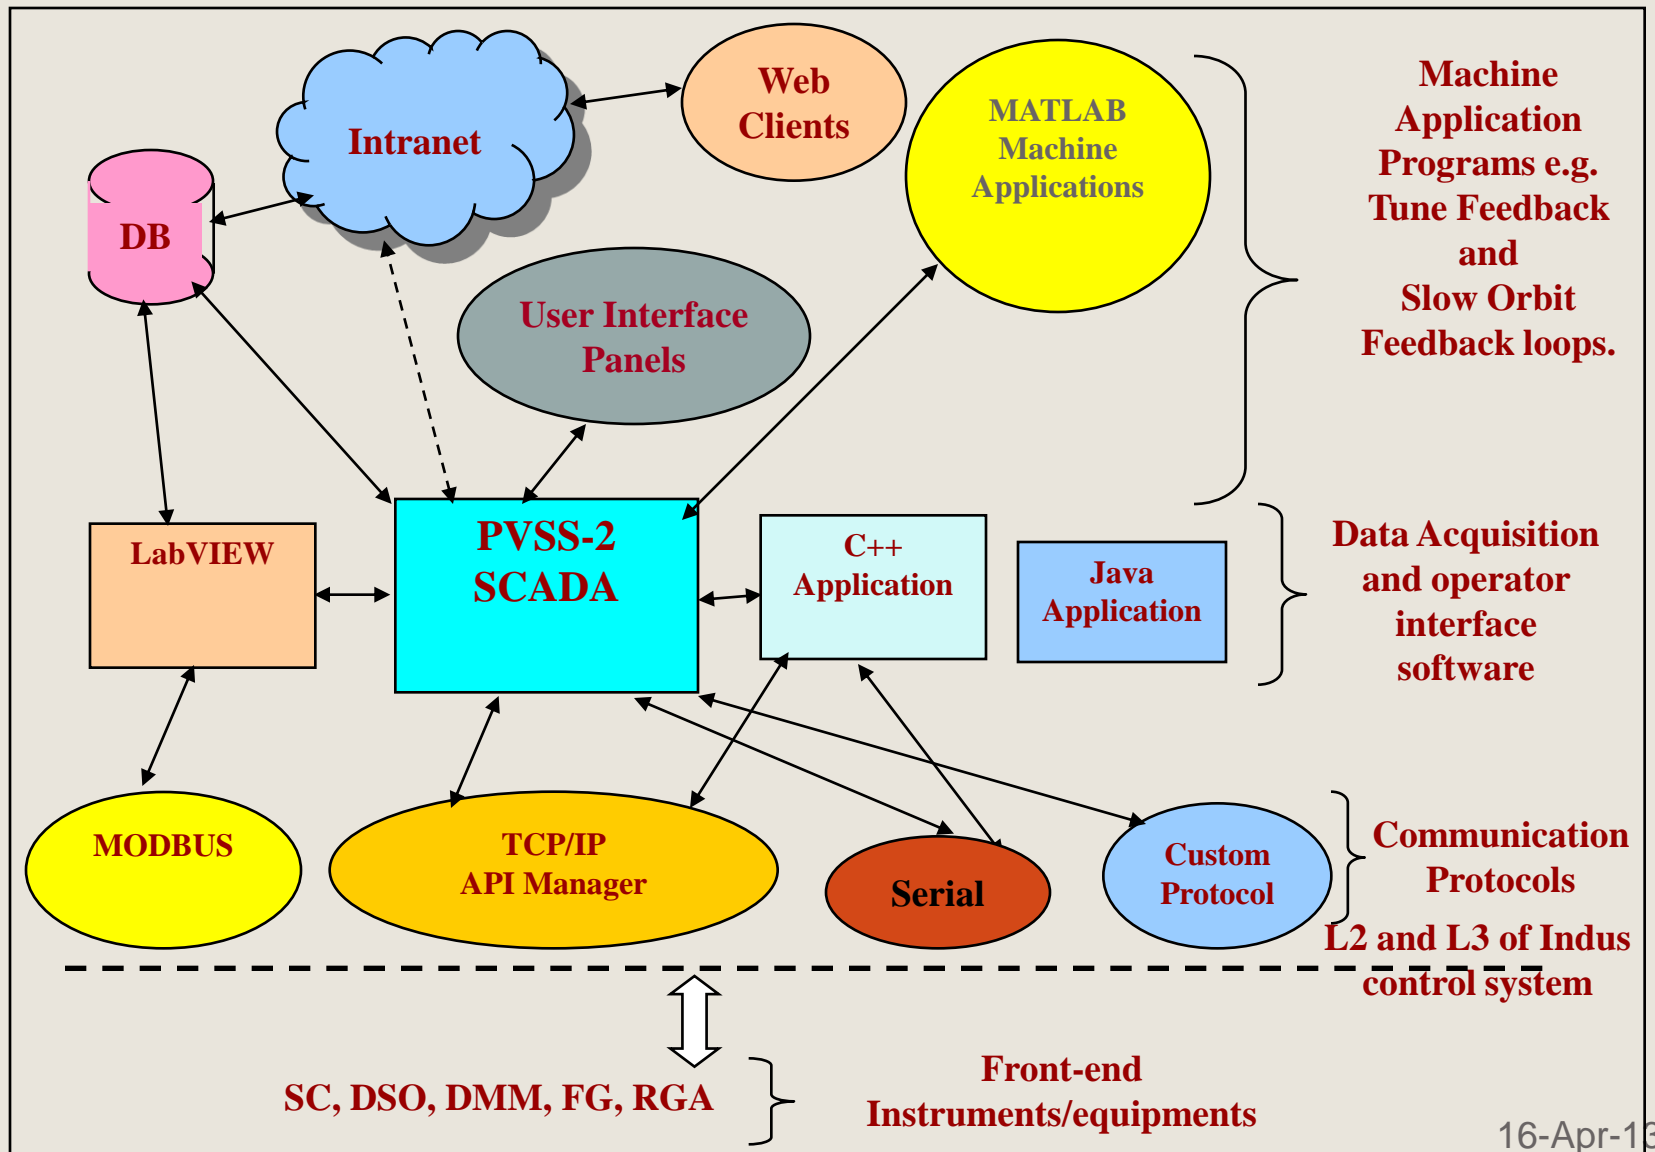 Web
Clients
Intranet
MATLAB
Machine
Applications
Machine
Application
Programs e.g.
Tune Feedback
and
Slow Orbit
Feedback loops.
DB
User Interface
Panels
LabVIEW
PVSS-2
SCADA
C++
Application
Java
Application
Data Acquisition
and operator
interface
software
MODBUS
TCP/IP
API Manager
Serial
Custom
Protocol
Communication
Protocols
L2 and L3 of Indus
control system
SC, DSO, DMM, FG, RGA
Front-end
Instruments/equipments
16-Apr-13